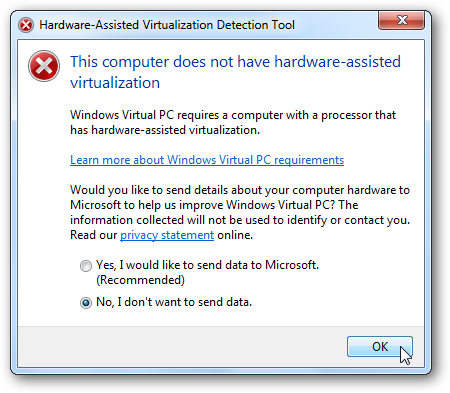 Hardware-Assisted Virtualization Detection Tool
This computer does not have hardware-assisted
virtualization
Windows Virtual PC requires a computer with a processor that
has hardware-assisted virtualization.
Learn more about Windows Virtual PC requirements
Would you like to send details about your computer hardware to
Microsoft to help us improve Windows Virtual PC? The
information collected will not be used to identify or contact you.
Read our privacy statement online.
Yes, I would like to send data to Microsoft.
(Recommended)
No, I don't want to send data.
OK